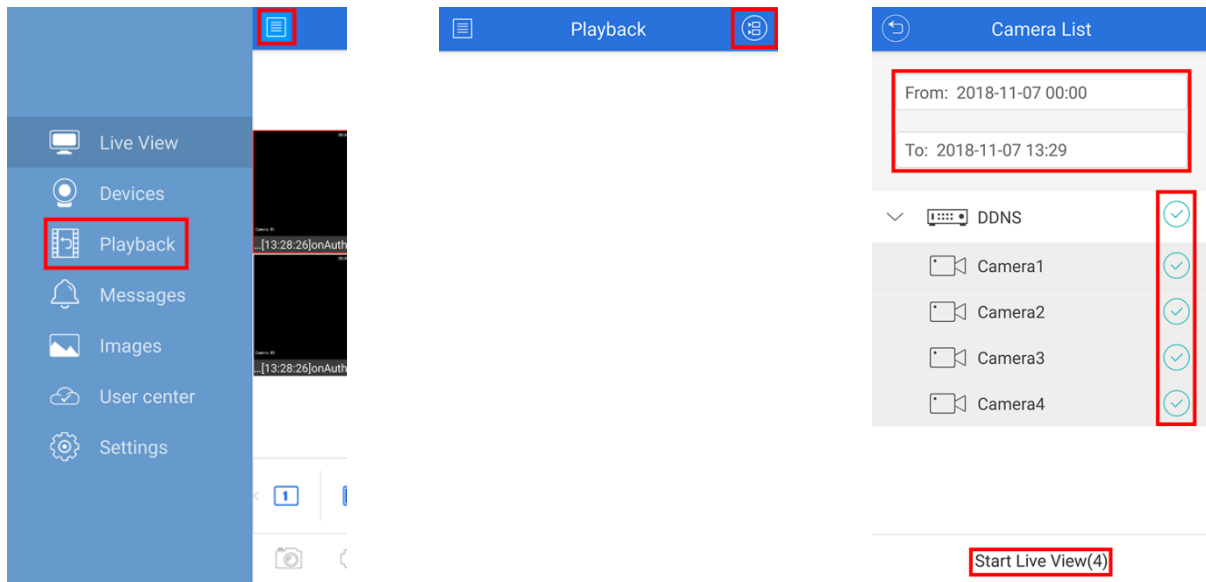 Live View
Devices
Playback
Messages
Images
User center
Settings
...[13:28:26]onAuth
...[13:28:26]onAuth
1
Playback
Camera List
From: 2018-11-07 00:00
To: 2018-11-07 13:29
DDNS
Camera1
Camera2
Camera3
Camera4
Start Live View(4)